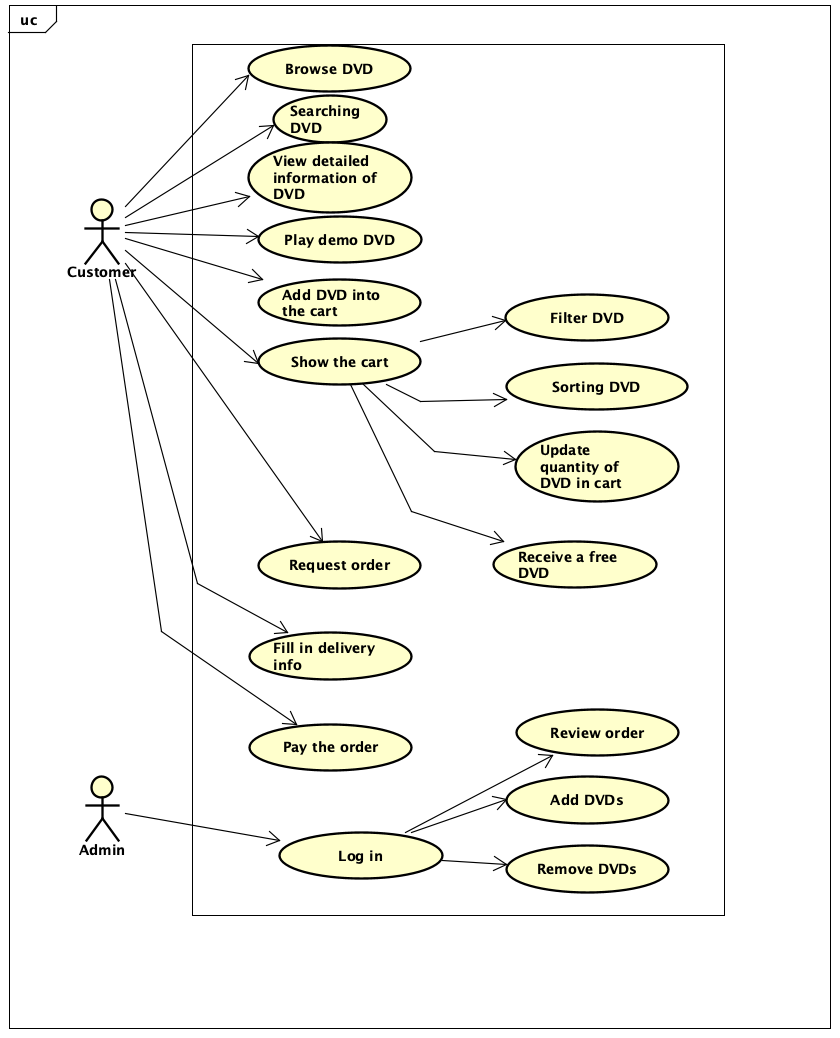 uc
Browse DVD
Searching
DVD
View detailed
information of
DVD
Play demo DVD
Customer
Add DVD into
the cart
Filter DVD
Show the cart
Sorting DVD
Update
quantity of
DVD in cart
Request order
Receive a free
DVD
Fill in delivery
info
Review order
Pay the order
Add DVDs
Admin
Log in
Remove DVDs